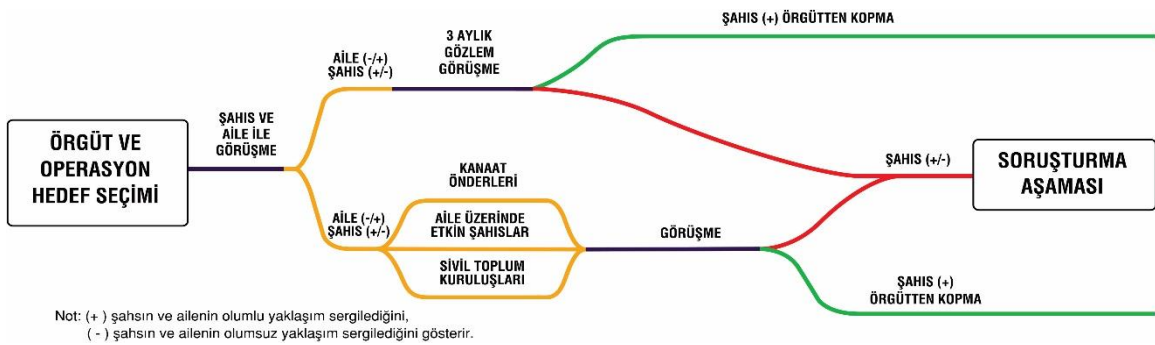 ÖRGÜT VE
OPERASYON
HEDEF SEÇİMİ
ŞAHIS VE
AİLE İLE
GÖRÜŞME
AİLE (-/+)
ŞAHIS (+/-)
3 AYLIK
GÖZLEM
GÖRÜŞME
ŞAHIS (+) ÖRGÜTTEN KOPMA
AİLE (-/+)
ŞAHIS (+/-)
KANAAT
ÖNDERLERİ
AİLE ÜZERİNDE
ETKİN ŞAHISLAR
SİVİL TOPLUM
KURULUŞLARI
GÖRÜŞME
ŞAHIS (+/-)
SORUŞTURMA
AŞAMASI
ŞAHIS (+)
ÖRGÜTTEN KOPMA
Not: (+ ) şahsın ve ailenin olumlu yaklaşım sergilediğini,
( - ) şahsın ve ailenin olumsuz yaklaşım sergilediğini gösterir.